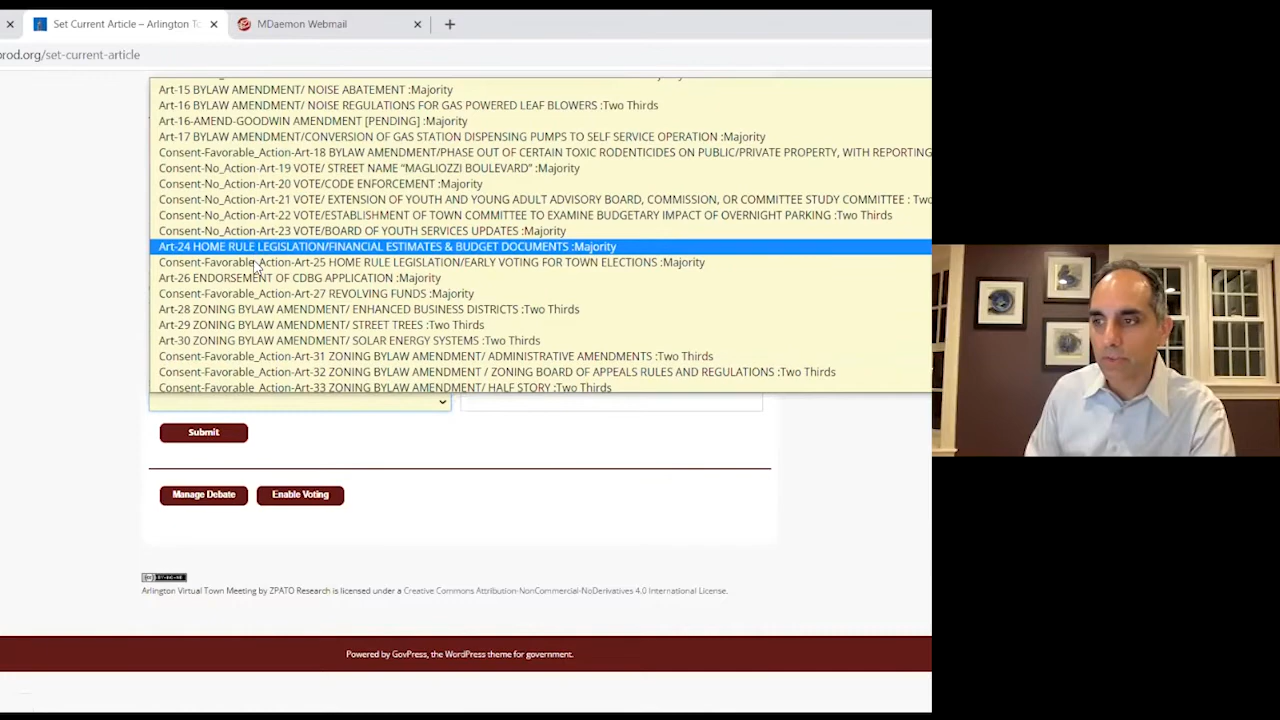 Set Current Article – Arlington To
MDaemon Webmail
prod.org/set-current-article
Art-15 BYLAW AMENDMENT/ NOISE ABATEMENT :Majority
Art-16 BYLAW AMENDMENT/ NOISE REGULATIONS FOR GAS POWERED LEAF BLOWERS :Two Thirds
Art-16-AMEND-GOODWIN AMENDMENT [PENDING] :Majority
Art-17 BYLAW AMENDMENT/CONVERSION OF GAS STATION DISPENSING PUMPS TO SELF SERVICE OPERATION :Majority
Consent-Favorable_Action-Art-18 BYLAW AMENDMENT/PHASE OUT OF CERTAIN TOXIC RODENTICIDES ON PUBLIC/PRIVATE PROPERTY, WITH REPORTING
Consent-No_Action-Art-19 VOTE/ STREET NAME “MAGLIOZZI BOULEVARD” :Majority
Consent-No_Action-Art-20 VOTE/CODE ENFORCEMENT :Majority
Consent-No_Action-Art-21 VOTE/ EXTENSION OF YOUTH AND YOUNG ADULT ADVISORY BOARD, COMMISSION, OR COMMITTEE STUDY COMMITTEE : Two
Consent-No_Action-Art-22 VOTE/ESTABLISHMENT OF TOWN COMMITTEE TO EXAMINE BUDGETARY IMPACT OF OVERNIGHT PARKING :Two Thirds
Consent-No_Action-Art-23 VOTE/BOARD OF YOUTH SERVICES UPDATES :Majority
Art-24 HOME RULE LEGISLATION/FINANCIAL ESTIMATES & BUDGET DOCUMENTS :Majority
Consent-Favorable_Action-Art-25 HOME RULE LEGISLATION/EARLY VOTING FOR TOWN ELECTIONS :Majority
Art-26 ENDORSEMENT OF CDBG APPLICATION :Majority
Consent-Favorable_Action-Art-27 REVOLVING FUNDS :Majority
Art-28 ZONING BYLAW AMENDMENT/ ENHANCED BUSINESS DISTRICTS :Two Thirds
Art-29 ZONING BYLAW AMENDMENT/ STREET TREES :Two Thirds
Art-30 ZONING BYLAW AMENDMENT/ SOLAR ENERGY SYSTEMS :Two Thirds
Consent-Favorable_Action-Art-31 ZONING BYLAW AMENDMENT/ ADMINISTRATIVE AMENDMENTS :Two Thirds
Consent-Favorable_Action-Art-32 ZONING BYLAW AMENDMENT / ZONING BOARD OF APPEALS RULES AND REGULATIONS :Two Thirds
Consent-Favorable_Action-Art-33 ZONING BYLAW AMENDMENT/ HALF STORY :Two Thirds
Submit
Manage Debate
Enable Voting
Arlington Virtual Town Meeting by ZPATO Research is licensed under a Creative Commons Attribution-NonCommercial-NoDerivatives 4.0 International License.
Powered by GovPress, the WordPress theme for government.